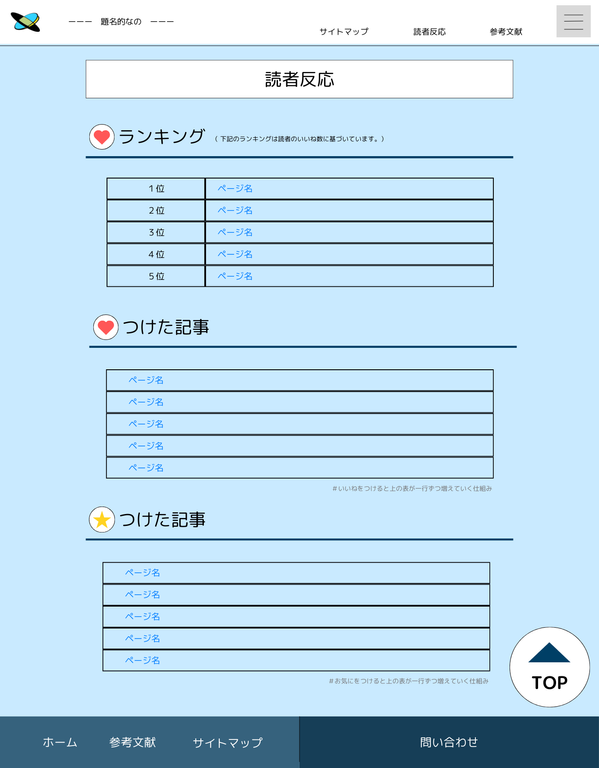 ーーー 題名的なの ーーー
サイトマップ 読者反応 参考文献
読者反応
ランキング （ 下記のランキングは読者のいいね数に基づいています。）
１位 ページ名
２位 ページ名
３位 ページ名
４位 ページ名
５位 ページ名
つけた記事
ページ名
ページ名
ページ名
ページ名
ページ名
＃いいねをつけると上の表が一行ずつ増えていく仕組み
つけた記事
ページ名
ページ名
ページ名
ページ名
ページ名
＃お気にをつけると上の表が一行ずつ増えていく仕組み
TOP
ホーム 参考文献 サイトマップ 問い合わせ